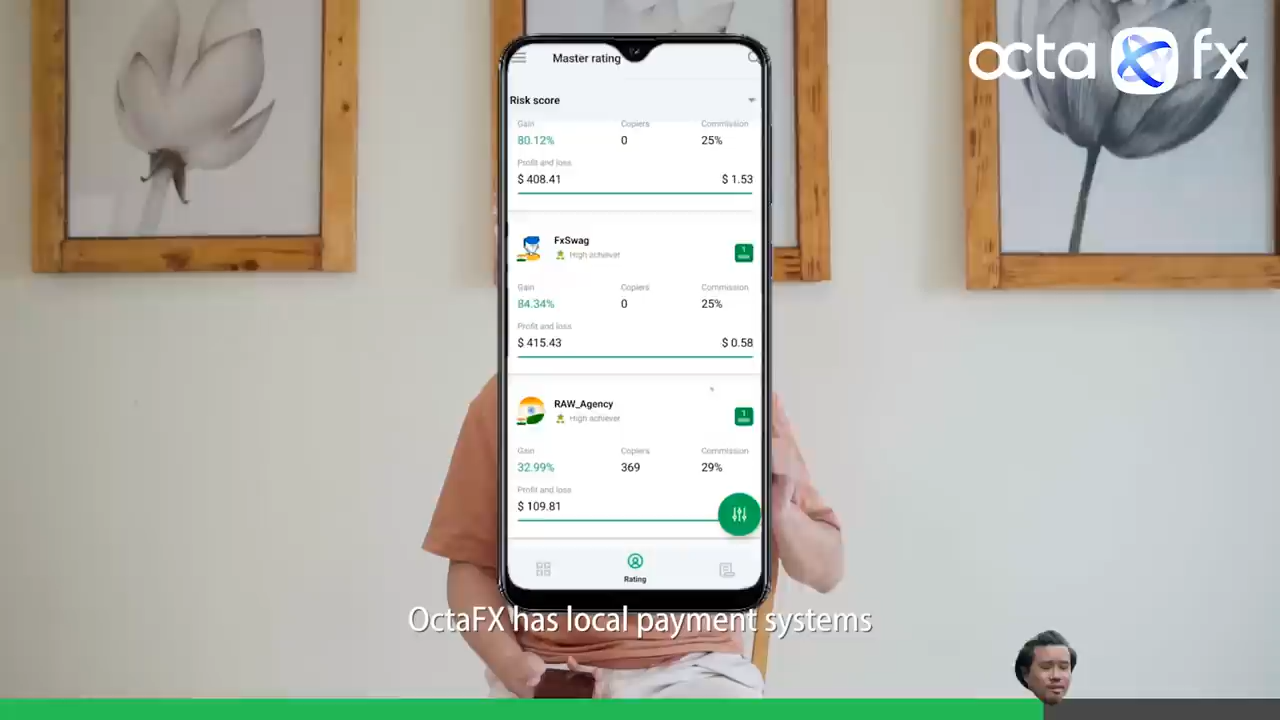 octa fx
Master rating
Risk score
Gain Copiers Commission
80.12% 0 25%
Profit and loss
$ 408.41 $ 1.53
FxSwag
High achiever
1
Gain Copiers Commission
84.34% 0 25%
Profit and loss
$ 415.43 $ 0.58
RAW_Agency
High achiever
1
Gain Copiers Commission
32.99% 369 29%
Profit and loss
$ 109.81
Rating
OctaFX has local payment systems